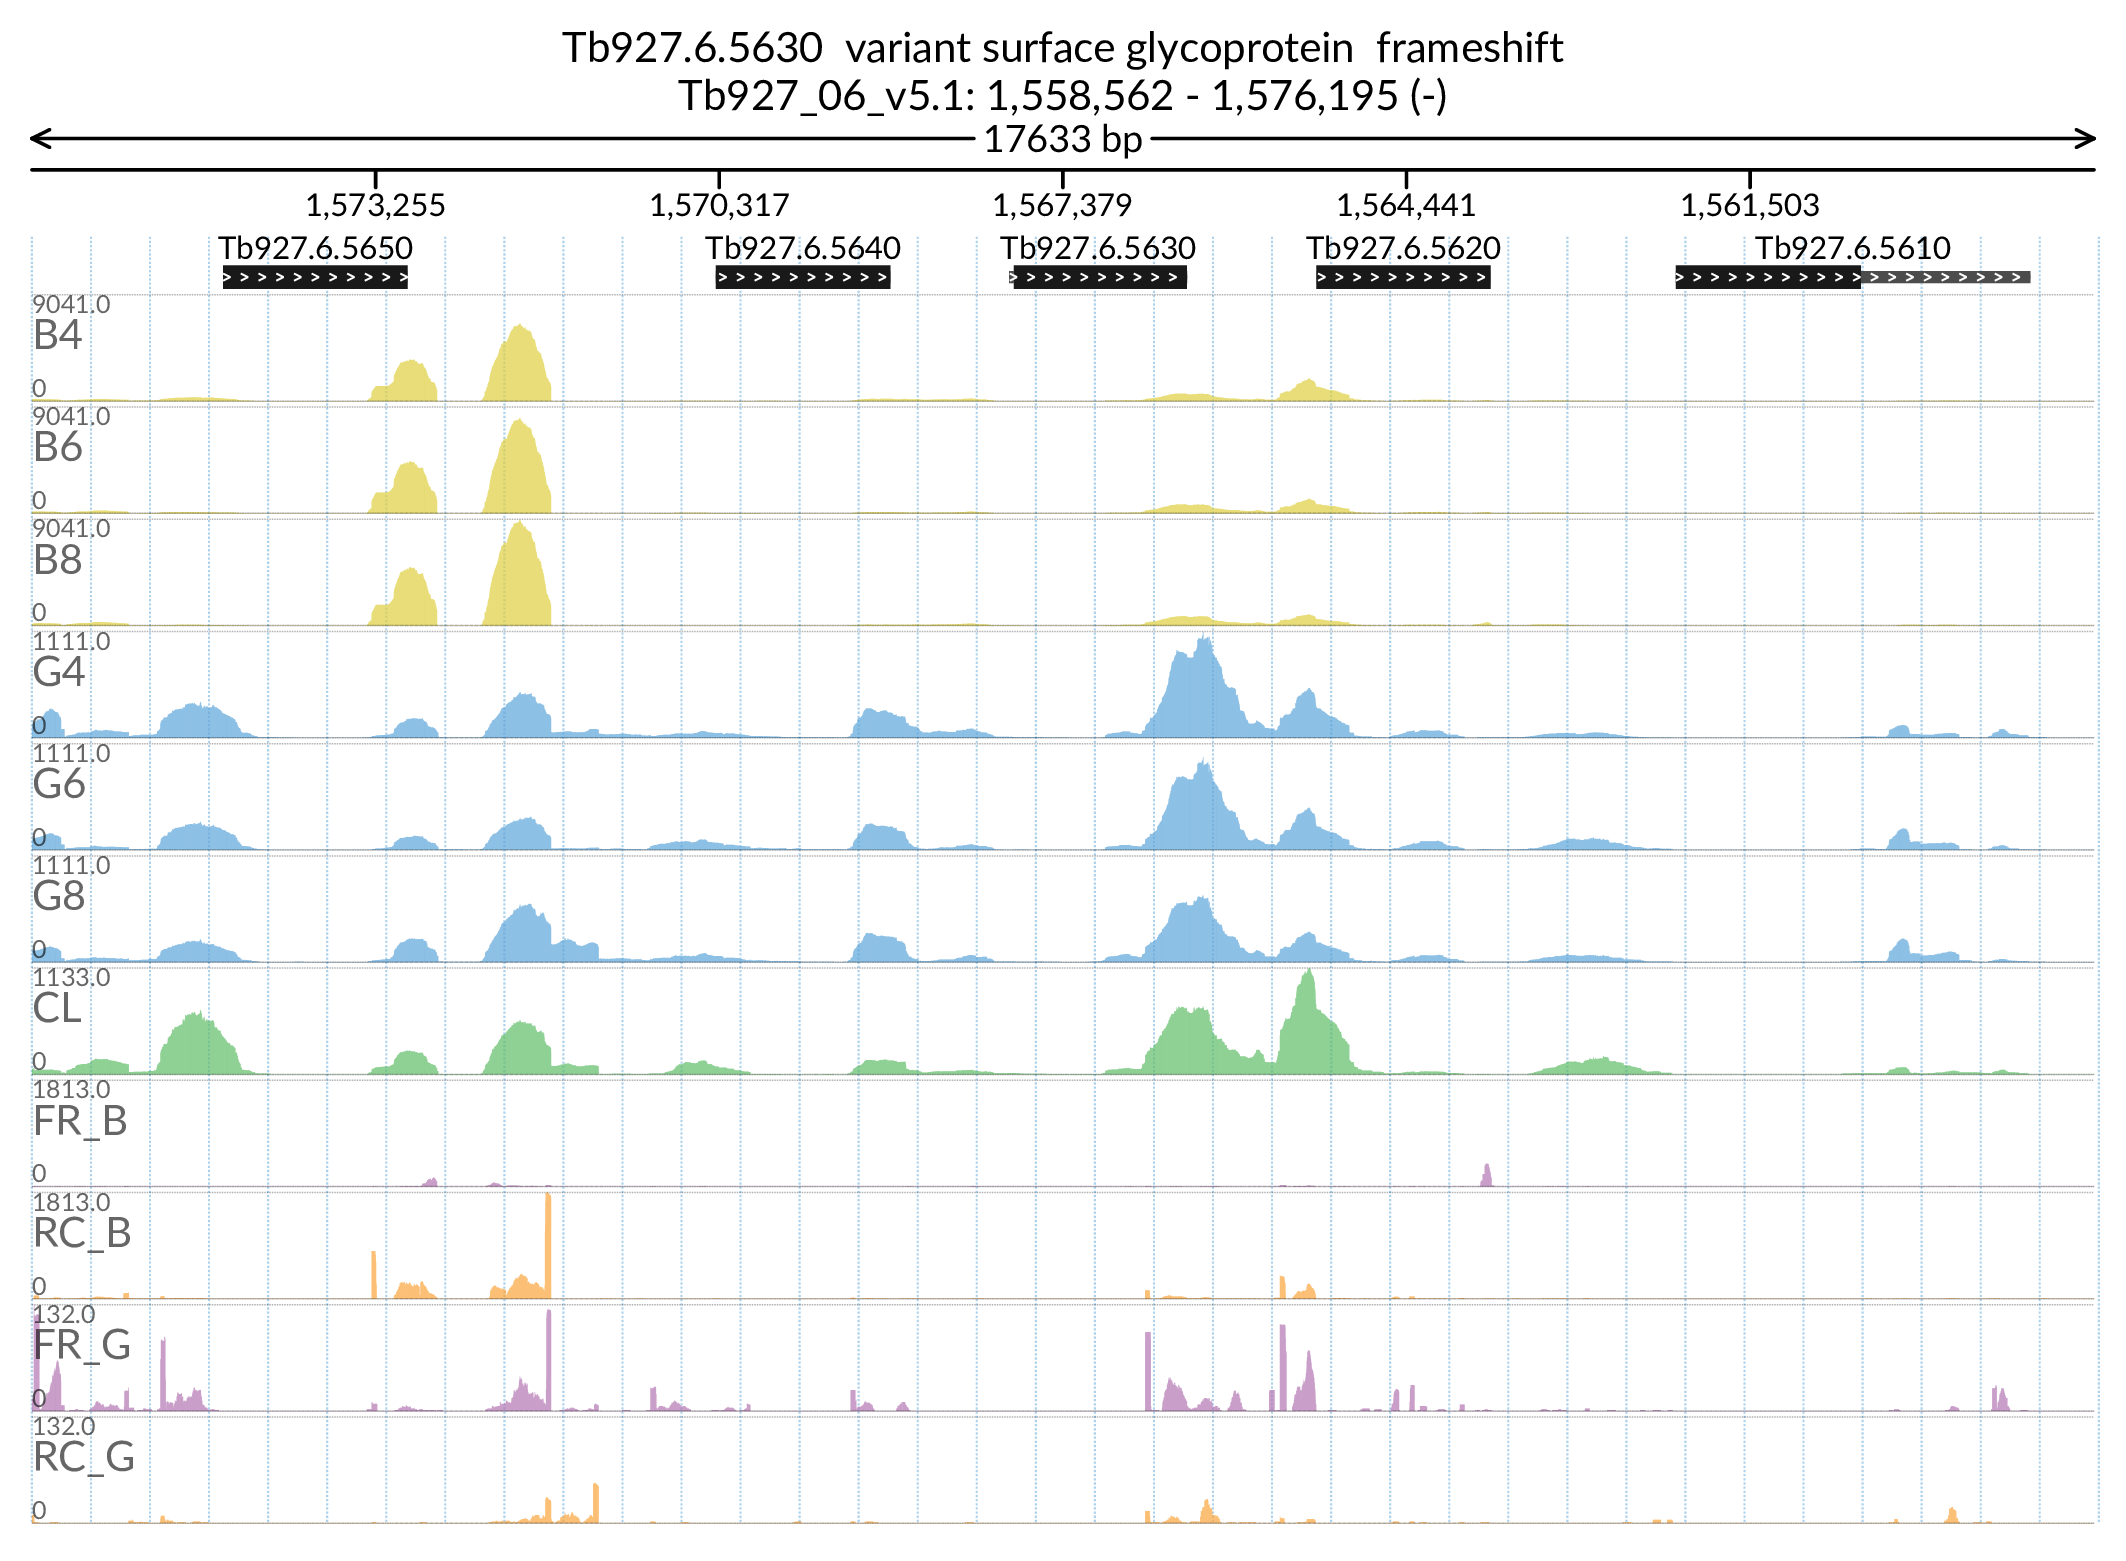 Tb927.6.5630 variant surface glycoprotein frameshift
Tb927_06_v5.1: 1,558,562 - 1,576,195 (-)
17633 bp
1,573,255 1,570,317 1,567,379 1,564,441 1,561,503
Tb927.6.5650 Tb927.6.5640 Tb927.6.5630 Tb927.6.5620 Tb927.6.5610
9041.0
B4
0
9041.0
B6
0
9041.0
B8
0
1111.0
G4
0
1111.0
G6
0
1111.0
G8
0
1133.0
CL
0
1813.0
FR_B
0
1813.0
RC_B
0
132.0
FR_G
0
132.0
RC_G
0